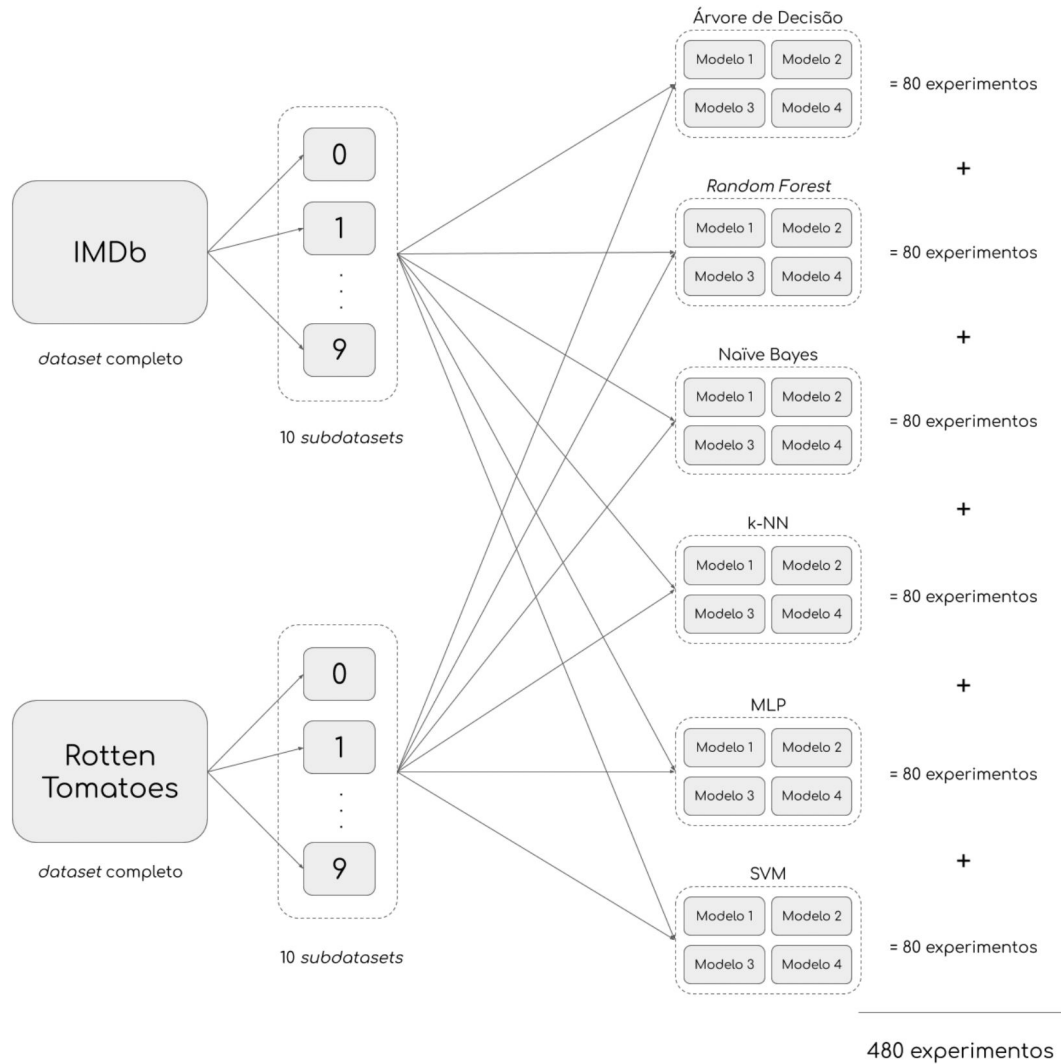 IMDb
dataset completo
0
1
.
.
.
9
10 subdatasets
Rotten
Tomatoes
dataset completo
0
1
.
.
.
9
10 subdatasets
Árvore de Decisão
Modelo 1 Modelo 2
Modelo 3 Modelo 4
= 80 experimentos
+
Random Forest
Modelo 1 Modelo 2
Modelo 3 Modelo 4
= 80 experimentos
+
Naïve Bayes
Modelo 1 Modelo 2
Modelo 3 Modelo 4
= 80 experimentos
+
k-NN
Modelo 1 Modelo 2
Modelo 3 Modelo 4
= 80 experimentos
+
MLP
Modelo 1 Modelo 2
Modelo 3 Modelo 4
= 80 experimentos
+
SVM
Modelo 1 Modelo 2
Modelo 3 Modelo 4
= 80 experimentos
480 experimentos